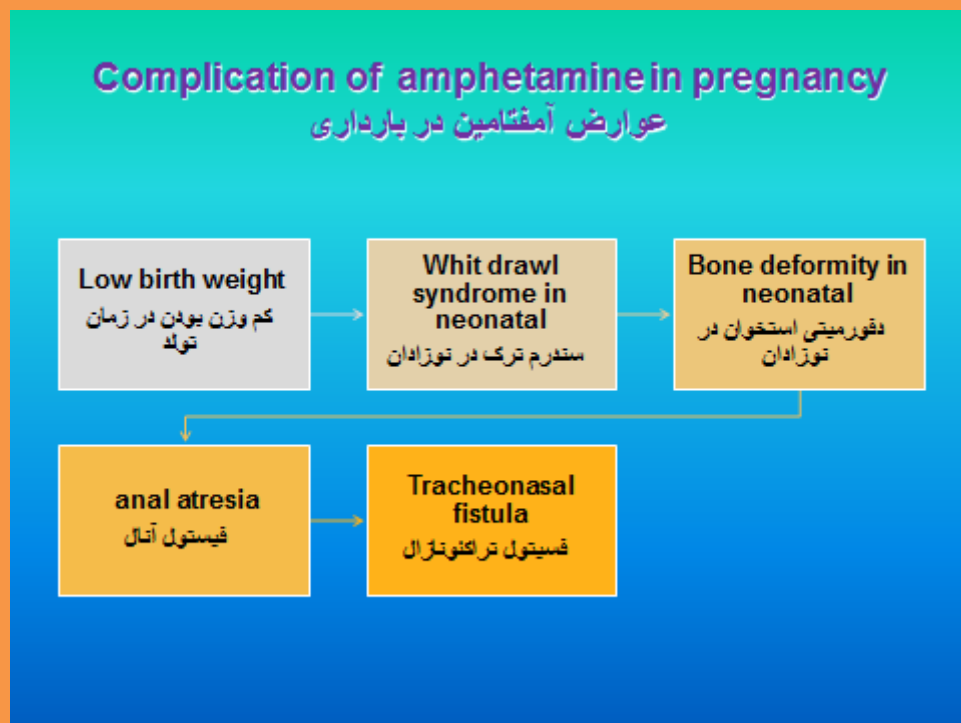 Complication of amphetamine in pregnancy
عوارض آمفتامین در بارداری
Low birth weight
کم وزن بودن در زمان
تولد
Whit drawl
syndrome in
neonatal
سندرم ترک در نوزادان
Bone deformity in
neonatal
دفورمیتی استخوان در
نوزادان
anal atresia
فیستول آنال
Tracheonasal
fistula
فسیتول تراکئونازال